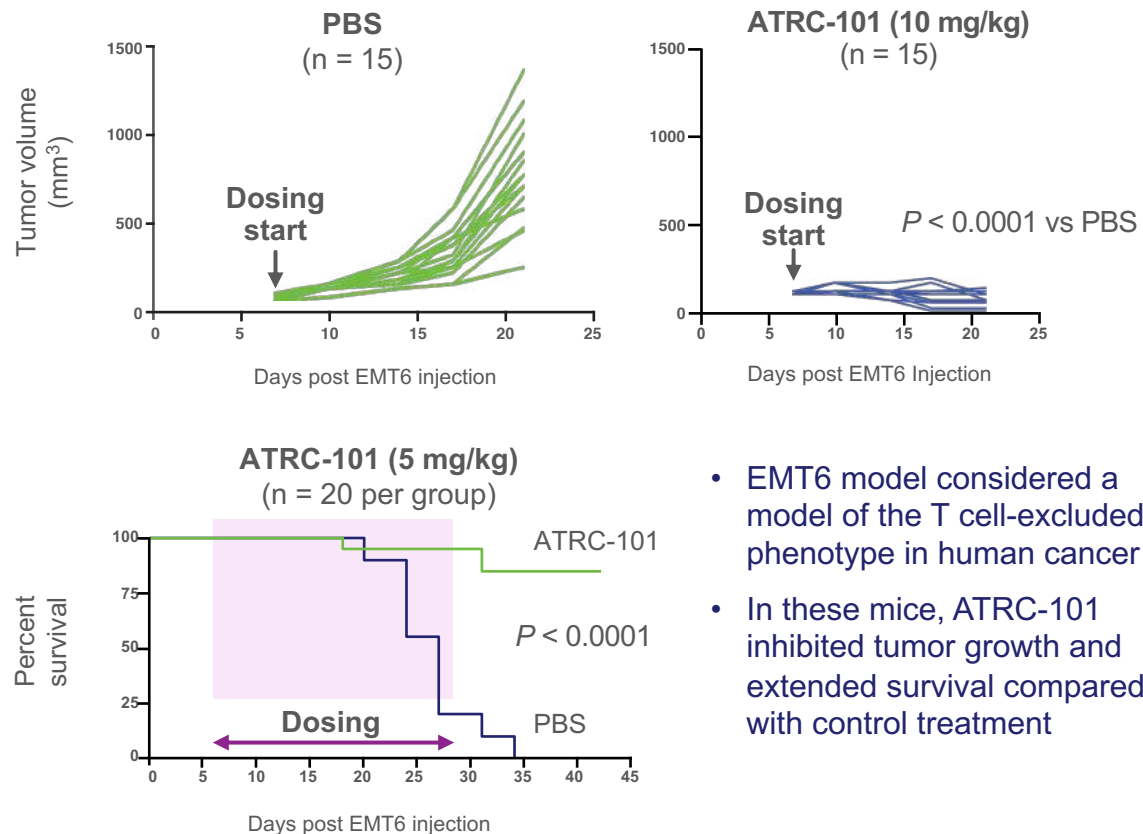 PBS
(n = 15)
1500
1000
500
0
Tumor volume
(mm³)
Dosing
start
0 5 10 15 20 25
Days post EMT6 injection
ATRC-101 (10 mg/kg)
(n = 15)
1500
1000
500
0
Dosing
start
P < 0.0001 vs PBS
0 5 10 15 20 25
Days post EMT6 Injection
ATRC-101 (5 mg/kg)
(n = 20 per group)
100
75
50
25
0
Percent
survival
ATRC-101
P < 0.0001
PBS
Dosing
0 5 10 15 20 25 30 35 40 45
Days post EMT6 injection
• EMT6 model considered a
model of the T cell-excluded
phenotype in human cancer
• In these mice, ATRC-101
inhibited tumor growth and
extended survival compared
with control treatment